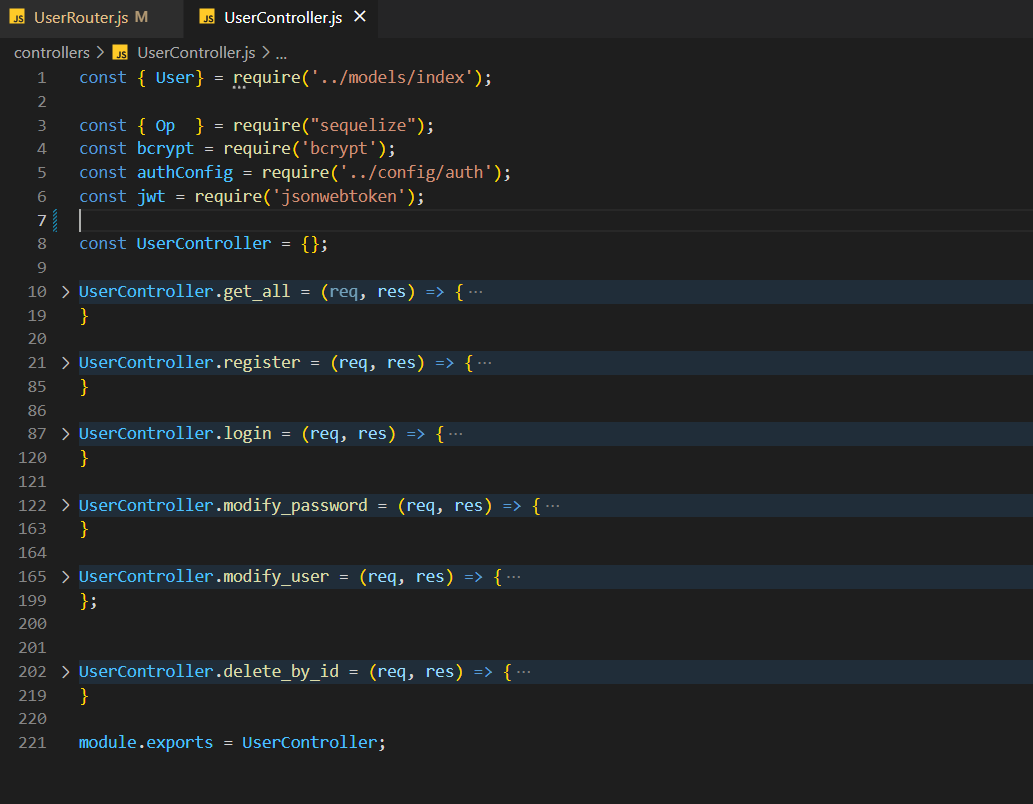 JS UserRouter.js M JS UserController.js ×
controllers > JS UserController.js > ...
1 const { User} = require('../models/index');
2
3 const { Op  } = require("sequelize");
4 const bcrypt = require('bcrypt');
5 const authConfig = require('../config/auth');
6 const jwt = require('jsonwebtoken');
7
8 const UserController = {};
9
10 > UserController.get_all = (req, res) => { ···
19 }
20
21 > UserController.register = (req, res) => { ···
85 }
86
87 > UserController.login = (req, res) => { ···
120 }
121
122 > UserController.modify_password = (req, res) => { ···
163 }
164
165 > UserController.modify_user = (req, res) => { ···
199 };
200
201
202 > UserController.delete_by_id = (req, res) => { ···
219 }
220
221 module.exports = UserController;